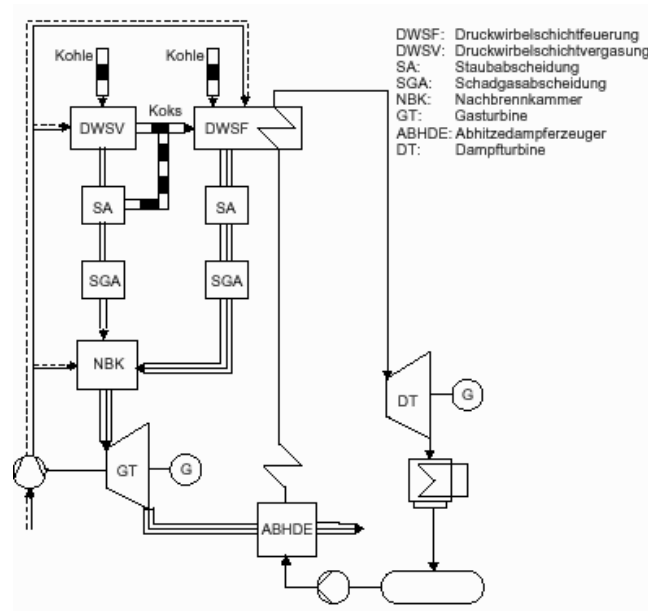 DWSF: Druckwirbelschichtfeuerung
DWSV: Druckwirbelschichtvergasung
SA: Staubabscheidung
SGA: Schadgasabscheidung
NBK: Nachbrennkammer
GT: Gasturbine
ABHDE: Abhitzedampferzeuger
DT: Dampfturbine
Kohle
Kohle
Koks
DWSV
DWSF
SA
SA
SGA
SGA
NBK
DT
G
GT
G
ABHDE